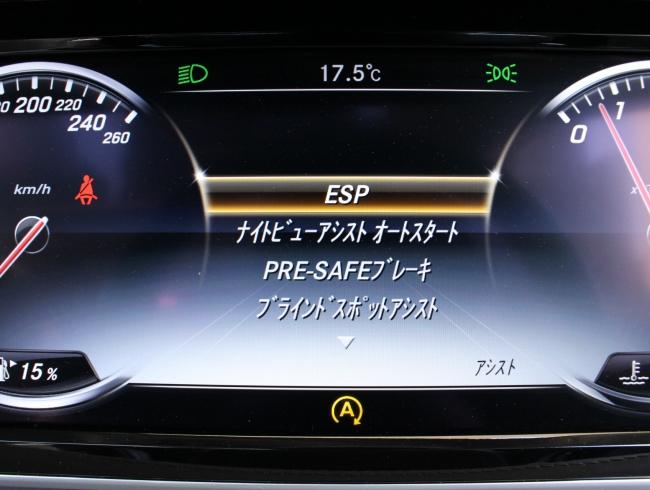 17.5℃
200
220
240
260
km/h
0
1
ESP
ナイトビューアシスト オートスタート
PRE-SAFEブレーキ
ブラインドスポットアシスト
15 %
アシスト
A